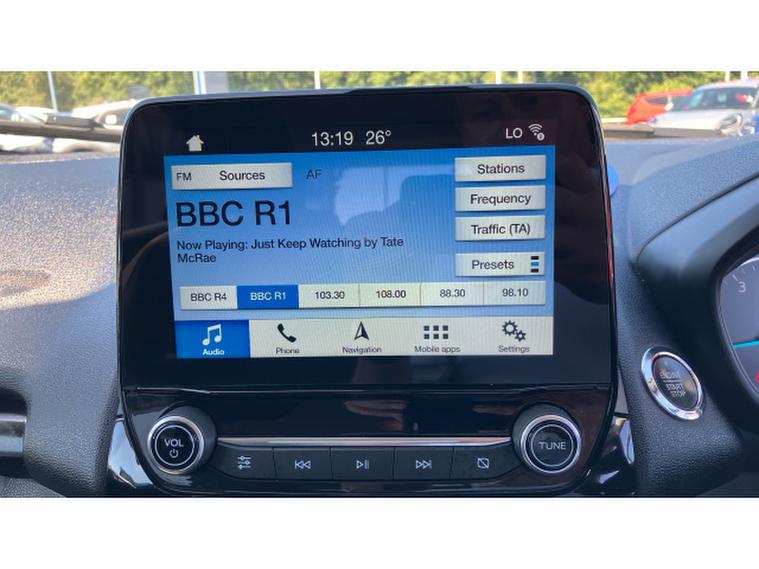 13:19 26° LO
FM Sources AF Stations
BBC R1
Frequency
Traffic (TA)
Now Playing: Just Keep Watching by Tate
McRae
Presets
BBC R4 BBC R1 103.30 108.00 88.30 98.10
Audio Phone Navigation Mobile apps Settings
VOL
TUNE
ENGINE
START
STOP
3